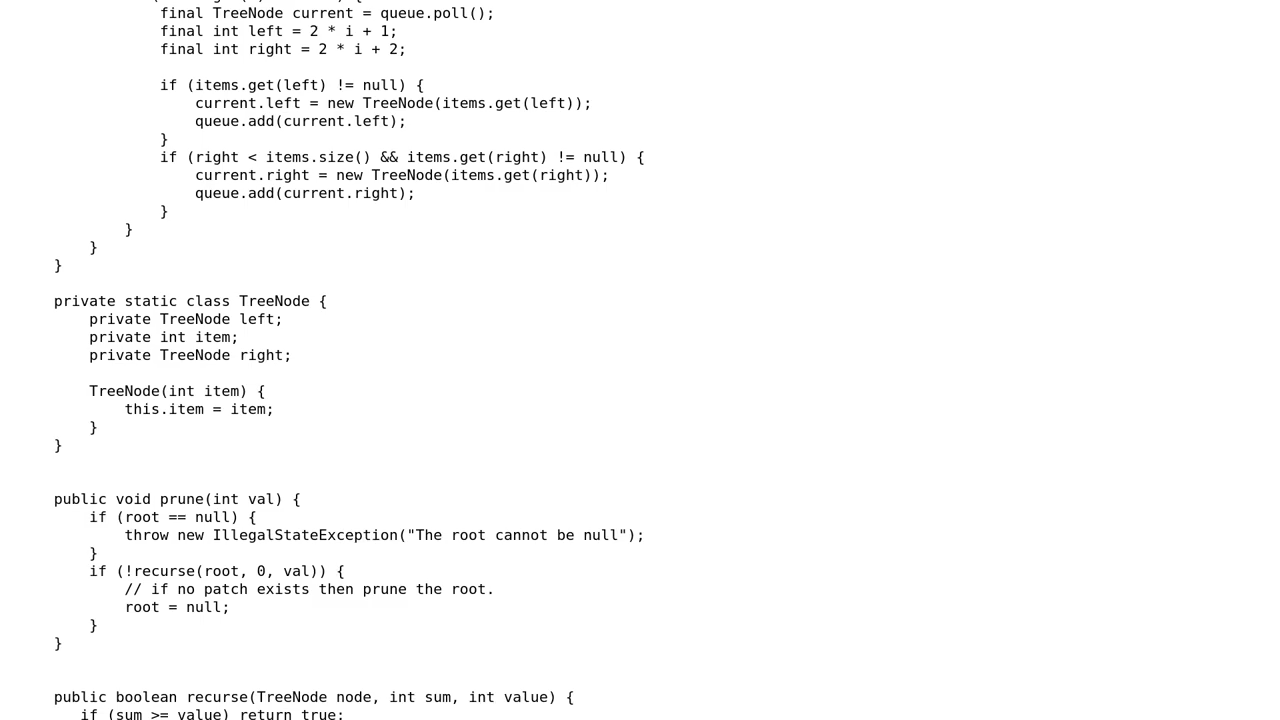 final TreeNode current = queue.poll();
final int left = 2 * i + 1;
final int right = 2 * i + 2;
if (items.get(left) != null) {
current.left = new TreeNode(items.get(left));
queue.add(current.left);
}
if (right < items.size() && items.get(right) != null) {
current.right = new TreeNode(items.get(right));
queue.add(current.right);
}
}
}
}
private static class TreeNode {
private TreeNode left;
private int item;
private TreeNode right;
TreeNode(int item) {
this.item = item;
}
}
public void prune(int val) {
if (root == null) {
throw new IllegalStateException("The root cannot be null");
}
if (!recurse(root, 0, val)) {
// if no patch exists then prune the root.
root = null;
}
}
public boolean recurse(TreeNode node, int sum, int value) {
if (sum >= value) return true;